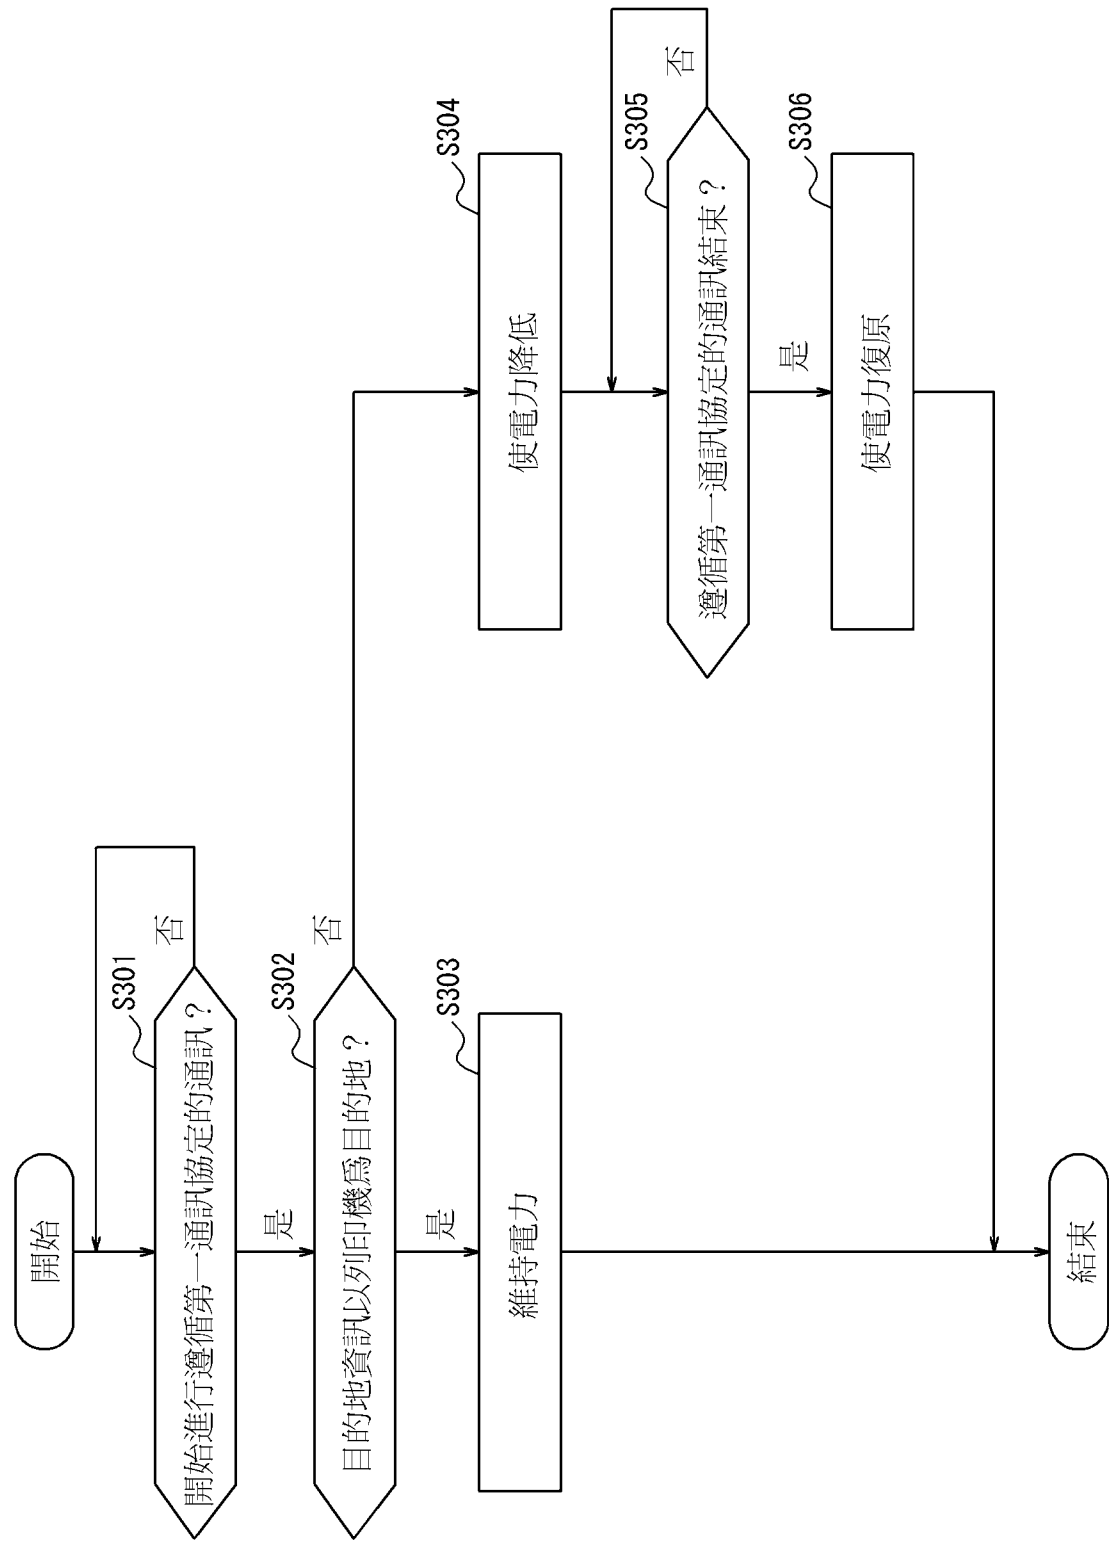 開始
S301
開始進行遵循第一通訊協定的通訊？
否
是
S302
目的地資訊以列印機爲目的地？
否
是
S303
維持電力
S304
使電力降低
S305
遵循第一通訊協定的通訊結束？
否
是
S306
使電力復原
結束